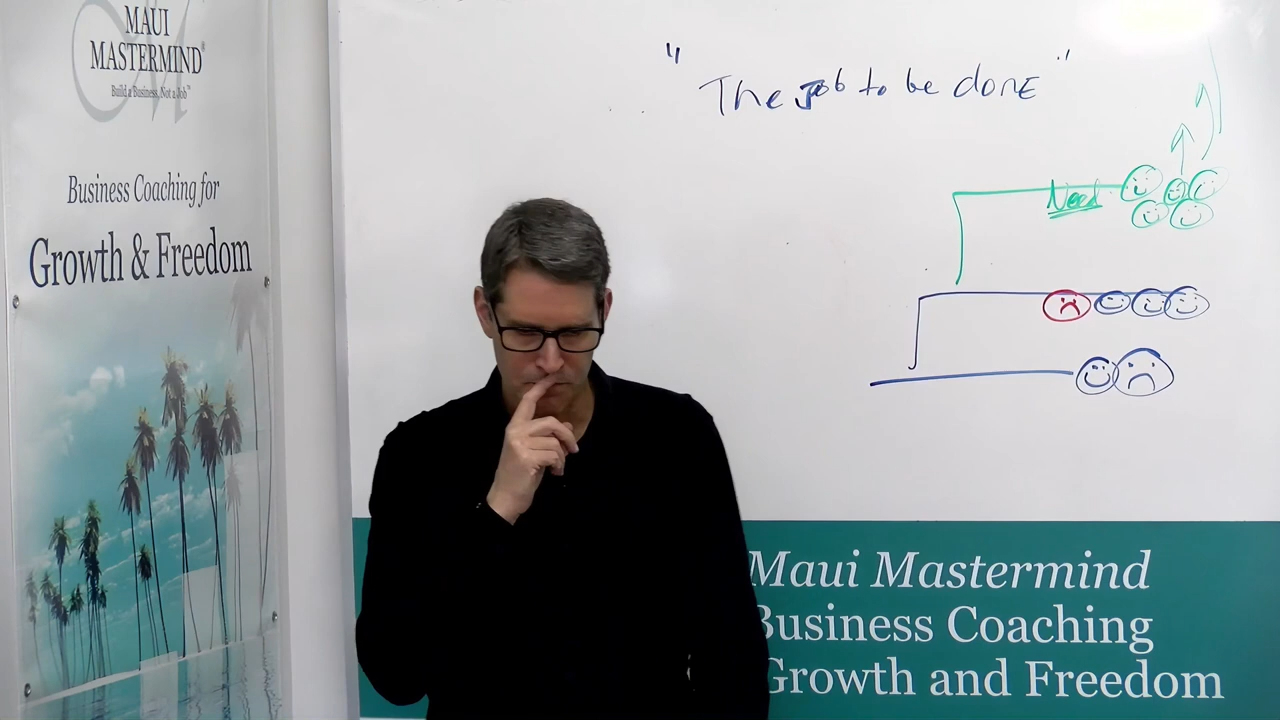 MAUI
MASTERMIND®
Build a Business, Not a Job™
Business Coaching for
Growth & Freedom
"The Job to be done"
Need
Maui Mastermind
Business Coaching
Growth and Freedom